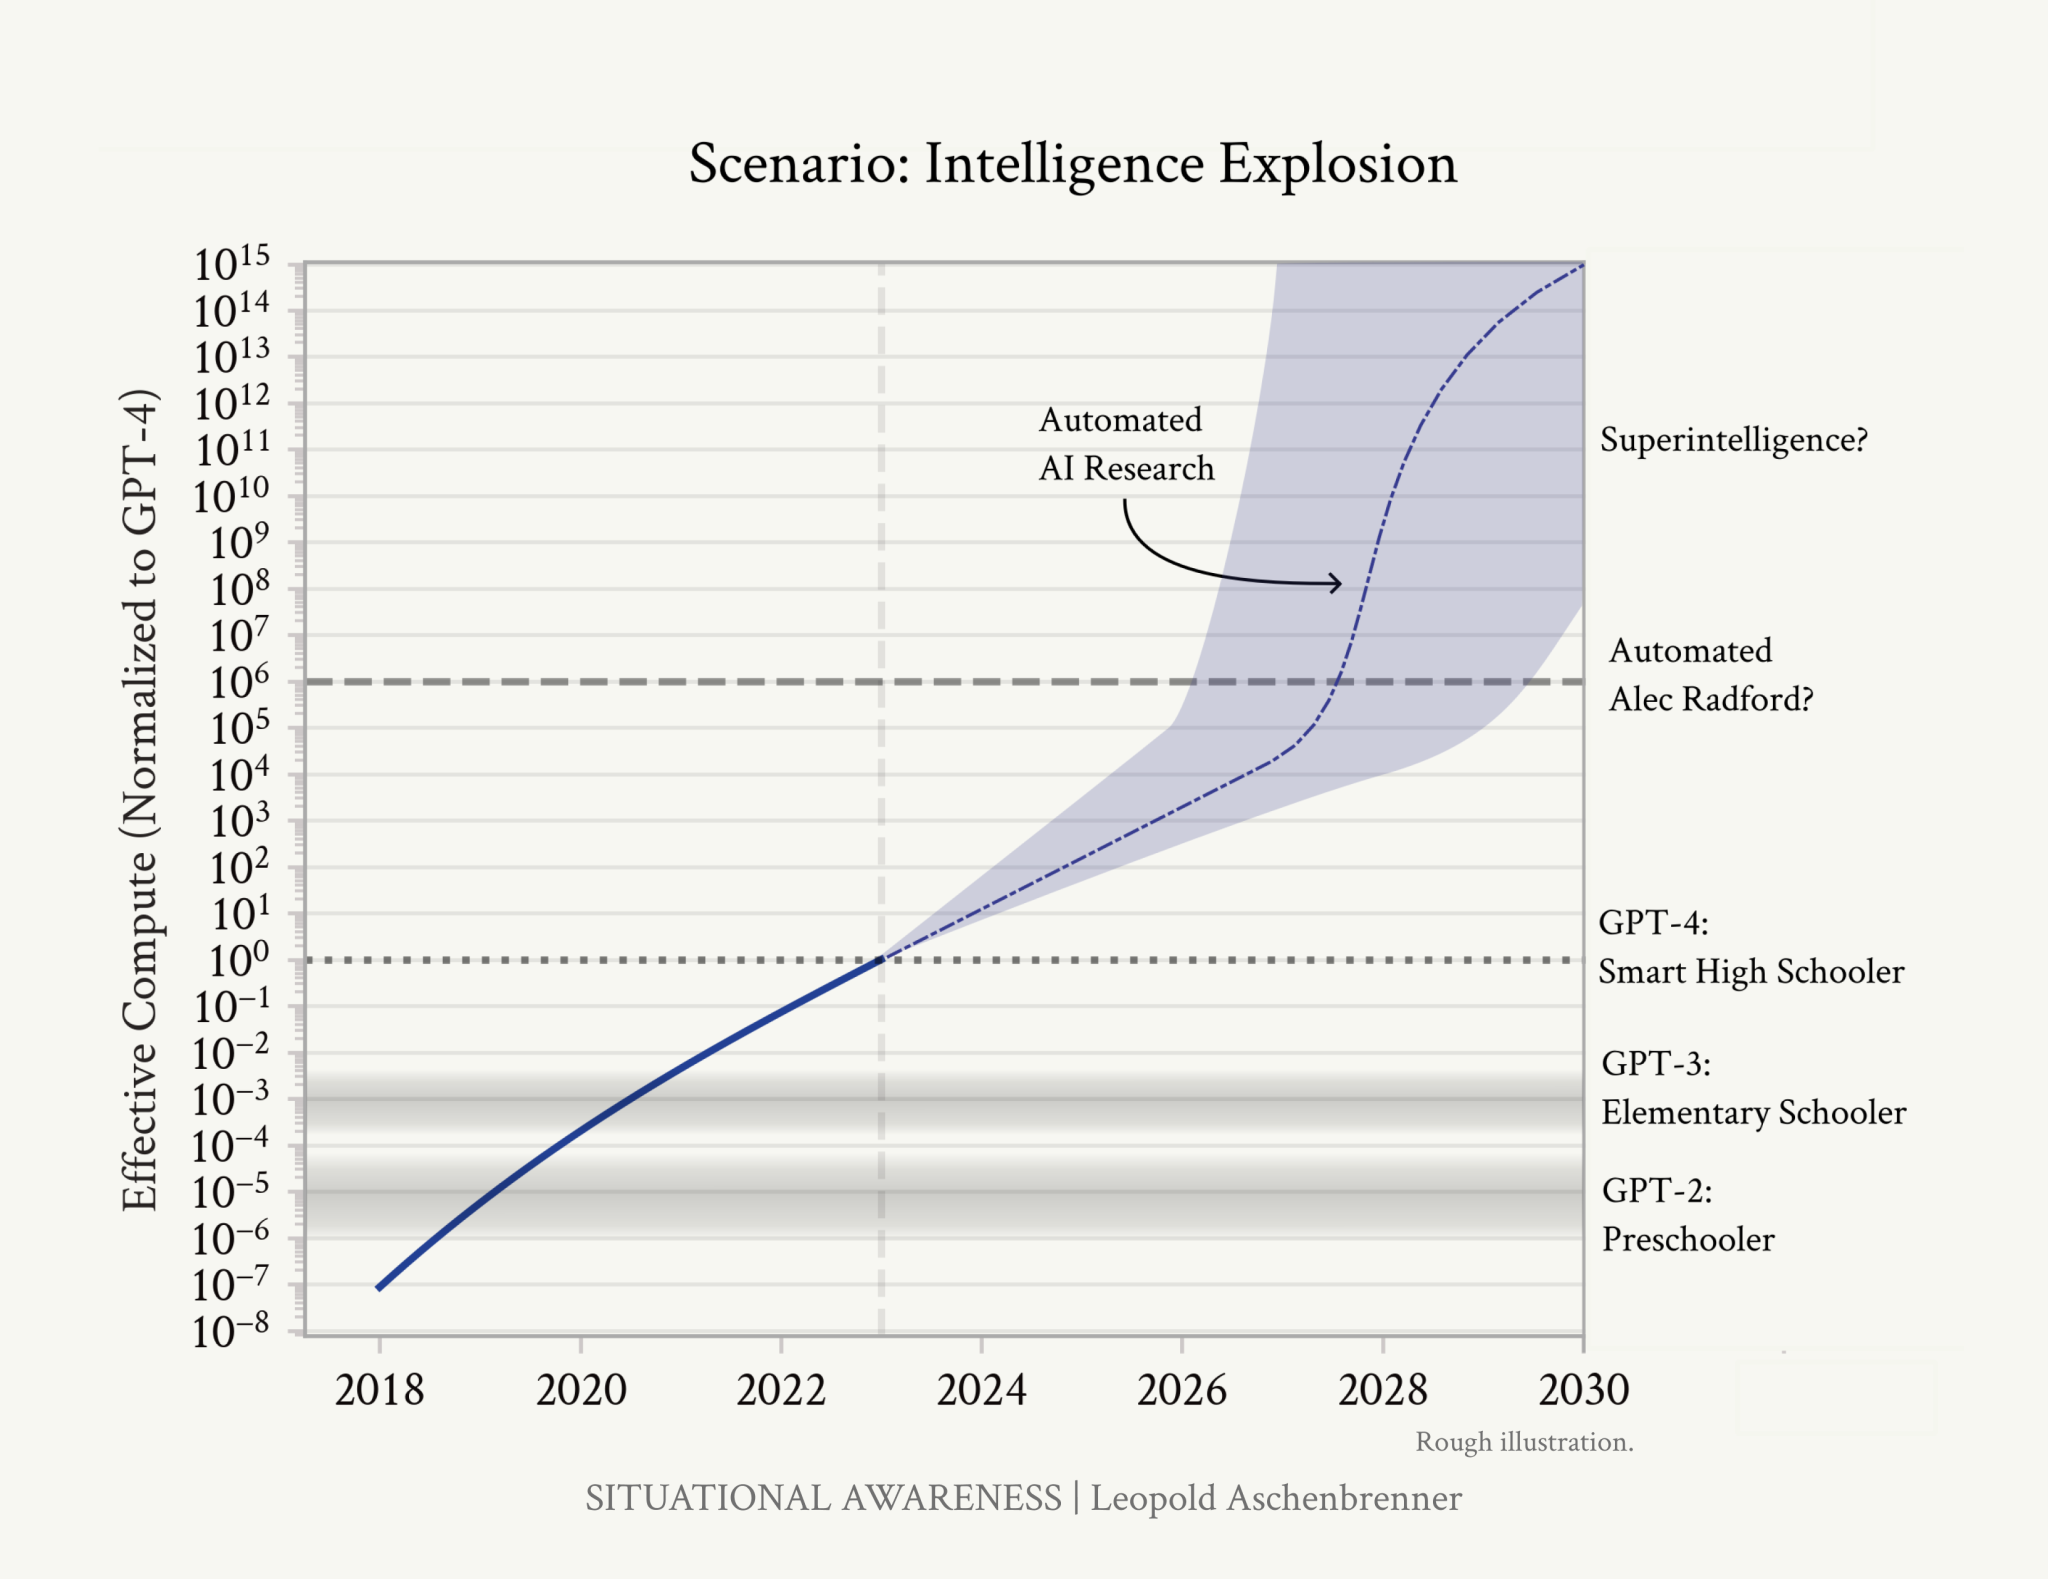 Scenario: Intelligence Explosion
Effective Compute (Normalized to GPT-4)
10¹⁵
10¹⁴
10¹³
10¹²
10¹¹
10¹⁰
10⁹
10⁸
10⁷
10⁶
10⁵
10⁴
10³
10²
10¹
10⁰
10⁻¹
10⁻²
10⁻³
10⁻⁴
10⁻⁵
10⁻⁶
10⁻⁷
10⁻⁸
Automated
AI Research
Superintelligence?
Automated
Alec Radford?
GPT-4:
Smart High Schooler
GPT-3:
Elementary Schooler
GPT-2:
Preschooler
2018 2020 2022 2024 2026 2028 2030
Rough illustration.
SITUATIONAL AWARENESS | Leopold Aschenbrenner